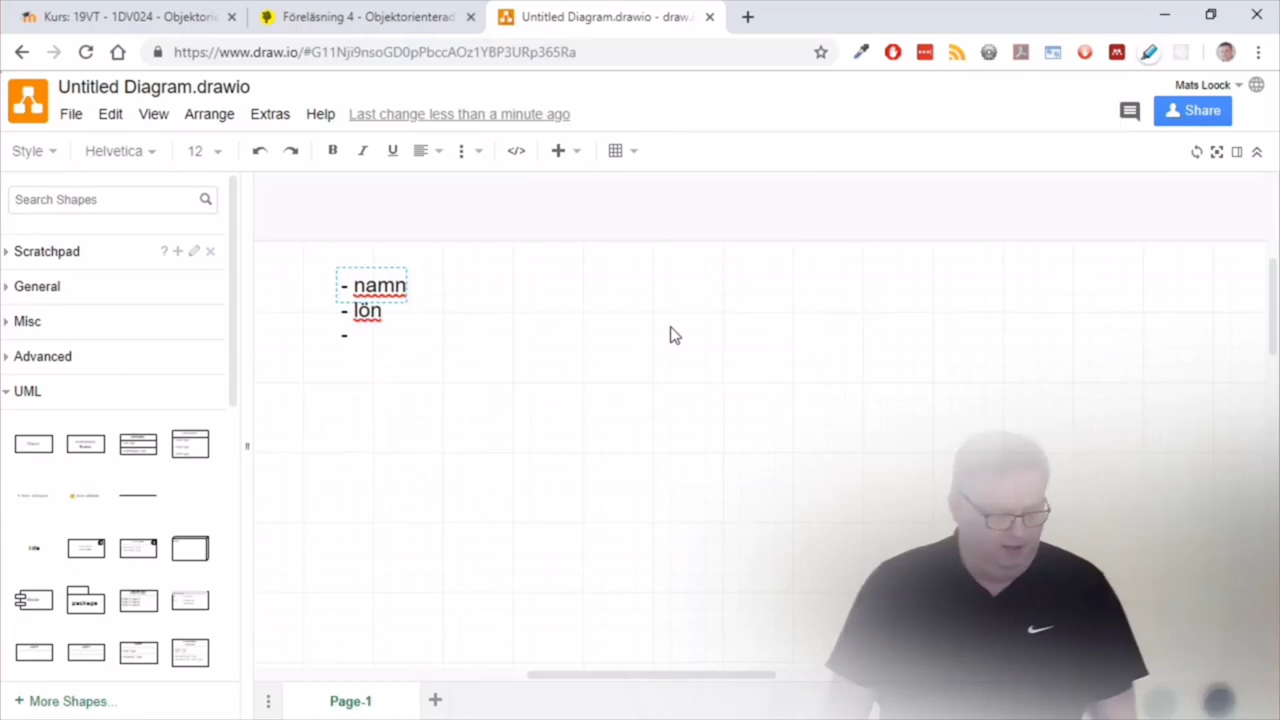 Kurs: 19VT - 1DV024 - Objektorie
Föreläsning 4 - Objektorienterad
Untitled Diagram.drawio - draw.
https://www.draw.io/#G11Nji9nsoGD0pPbccAOz1YBP3URp365Ra
Untitled Diagram.drawio
Mats Loock
File Edit View Arrange Extras Help Last change less than a minute ago
Share
Style Helvetica 12 B I U
Search Shapes
Scratchpad
General
Misc
Advanced
UML
- namn
- lön
-
title
package
+ More Shapes...
Page-1